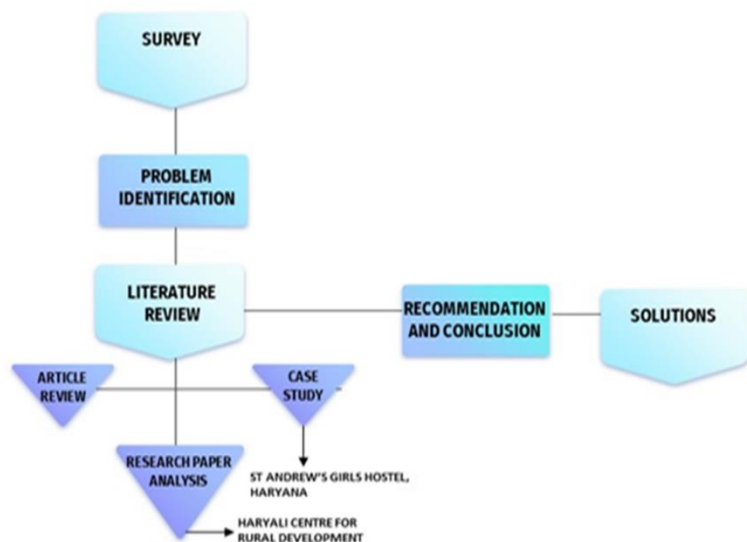 SURVEY
PROBLEM
IDENTIFICATION
LITERATURE
REVIEW
RECOMMENDATION
AND CONCLUSION
SOLUTIONS
ARTICLE
REVIEW
CASE
STUDY
RESEARCH PAPER
ANALYSIS
ST ANDREW'S GIRLS HOSTEL,
HARYANA
HARYALI CENTRE FOR
RURAL DEVELOPMENT